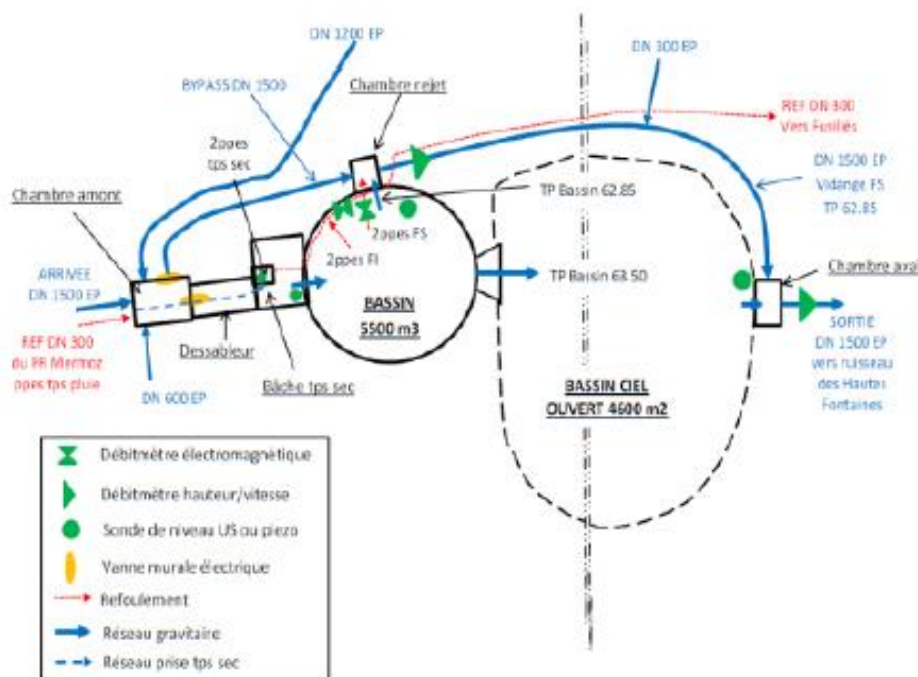 DN 1200 EP
DN 300 EP
BYPASS DN 1500
Chambre rejet
REF DN 300
Vers Fusillés
2ppes
tps sec
DN 1500 EP
Vidange FS
TP 62.85
Chambre amont
TP Bassin 62.85
2ppes FS
2ppes FI
ARRIVEE
DN 1500 EP
BASSIN
5500 m3
TP Bassin 63.50
Chambre aval
REF DN 300
du PR Mermoz
ppes tps pluie
Dessableur
DN 600 EP
Bâche tps sec
SORTIE
DN 1500 EP
vers ruisseau
des Hautes
Fontaines
BASSIN CIEL
OUVERT 4600 m2
Débitmètre électromagnétique
Débitmètre hauteur/vitesse
Sonde de niveau US ou piezo
Vanne murale électrique
Refoulement
Réseau gravitaire
Réseau prise tps sec